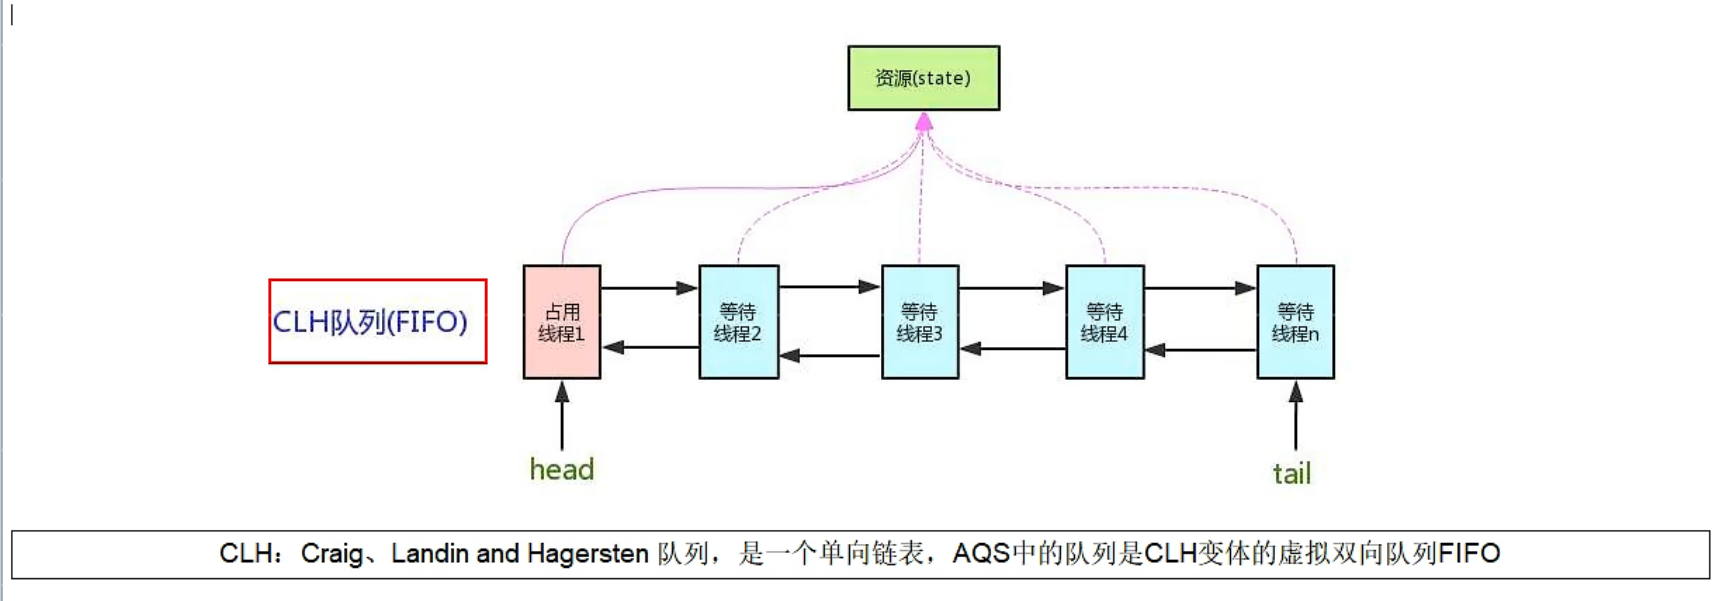 资源(state)
CLH队列(FIFO)
占用
线程1
等待
线程2
等待
线程3
等待
线程4
等待
线程n
head
tail
CLH：Craig、Landin and Hagersten 队列，是一个单向链表，AQS中的队列是CLH变体的虚拟双向队列FIFO